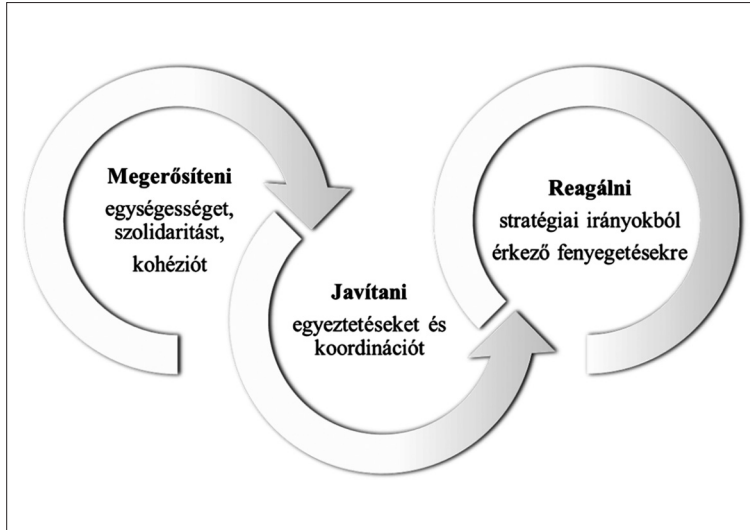 Megerősíteni
egységességet,
szolidaritást,
kohéziót
Javítani
egyeztetéseket és
koordinációt
Reagálni
stratégiai irányokból
érkező fenyegetésekre